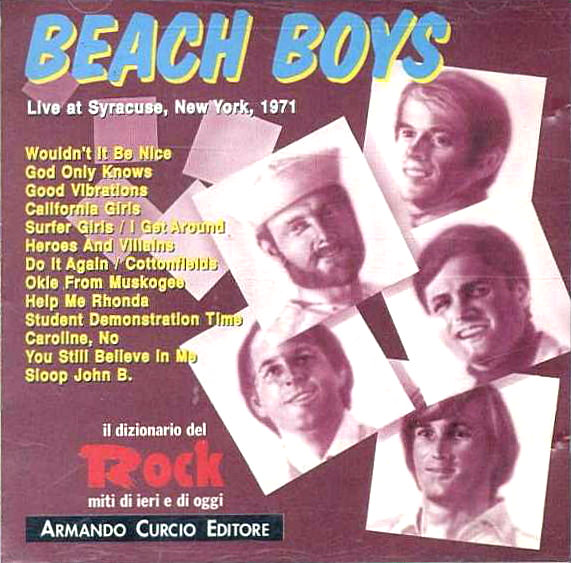 BEACH BOYS
Live at Syracuse, New York, 1971
Wouldn't It Be Nice
God Only Knows
Good Vibrations
California Girls
Surfer Girls / I Get Around
Heroes And Villains
Do It Again / Cottonfields
Okie From Muskogee
Help Me Rhonda
Student Demonstration Time
Caroline, No
You Still Believe In Me
Sloop John B.
il dizionario del
Rock
miti di ieri e di oggi
ARMANDO CURCIO EDITORE